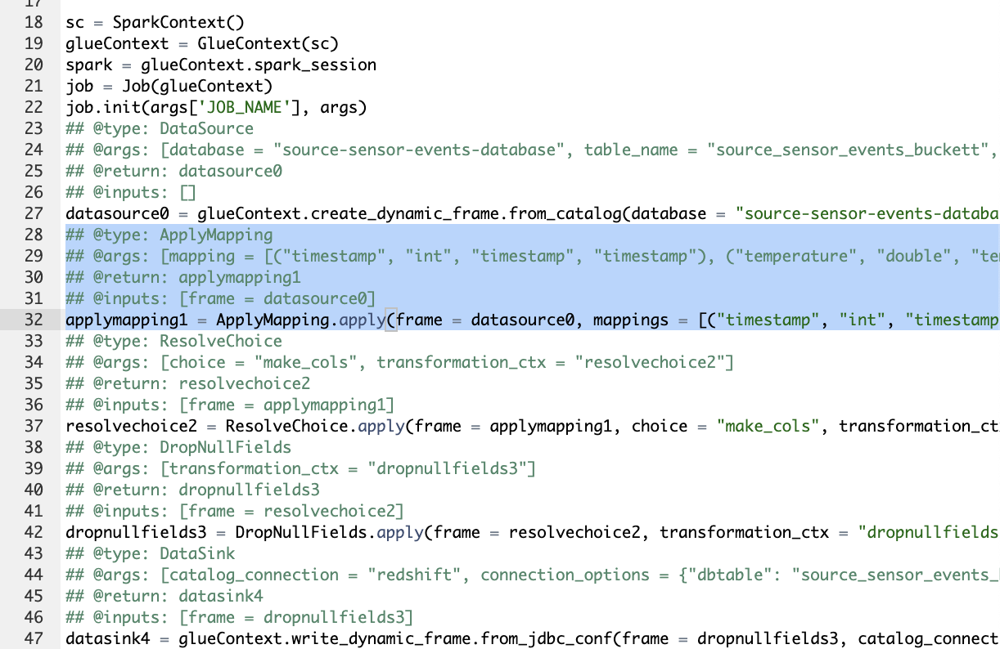 17
18 sc = SparkContext()
19 glueContext = GlueContext(sc)
20 spark = glueContext.spark_session
21 job = Job(glueContext)
22 job.init(args['JOB_NAME'], args)
23 ## @type: DataSource
24 ## @args: [database = "source-sensor-events-database", table_name = "source_sensor_events_buckett",
25 ## @return: datasource0
26 ## @inputs: []
27 datasource0 = glueContext.create_dynamic_frame.from_catalog(database = "source-sensor-events-databa
28 ## @type: ApplyMapping
29 ## @args: [mapping = [("timestamp", "int", "timestamp", "timestamp"), ("temperature", "double", "te
30 ## @return: applymapping1
31 ## @inputs: [frame = datasource0]
32 applymapping1 = ApplyMapping.apply(frame = datasource0, mappings = [("timestamp", "int", "timestamp
33 ## @type: ResolveChoice
34 ## @args: [choice = "make_cols", transformation_ctx = "resolvechoice2"]
35 ## @return: resolvechoice2
36 ## @inputs: [frame = applymapping1]
37 resolvechoice2 = ResolveChoice.apply(frame = applymapping1, choice = "make_cols", transformation_ct
38 ## @type: DropNullFields
39 ## @args: [transformation_ctx = "dropnullfields3"]
40 ## @return: dropnullfields3
41 ## @inputs: [frame = resolvechoice2]
42 dropnullfields3 = DropNullFields.apply(frame = resolvechoice2, transformation_ctx = "dropnullfields
43 ## @type: DataSink
44 ## @args: [catalog_connection = "redshift", connection_options = {"dbtable": "source_sensor_events_
45 ## @return: datasink4
46 ## @inputs: [frame = dropnullfields3]
47 datasink4 = glueContext.write_dynamic_frame.from_jdbc_conf(frame = dropnullfields3, catalog_connect